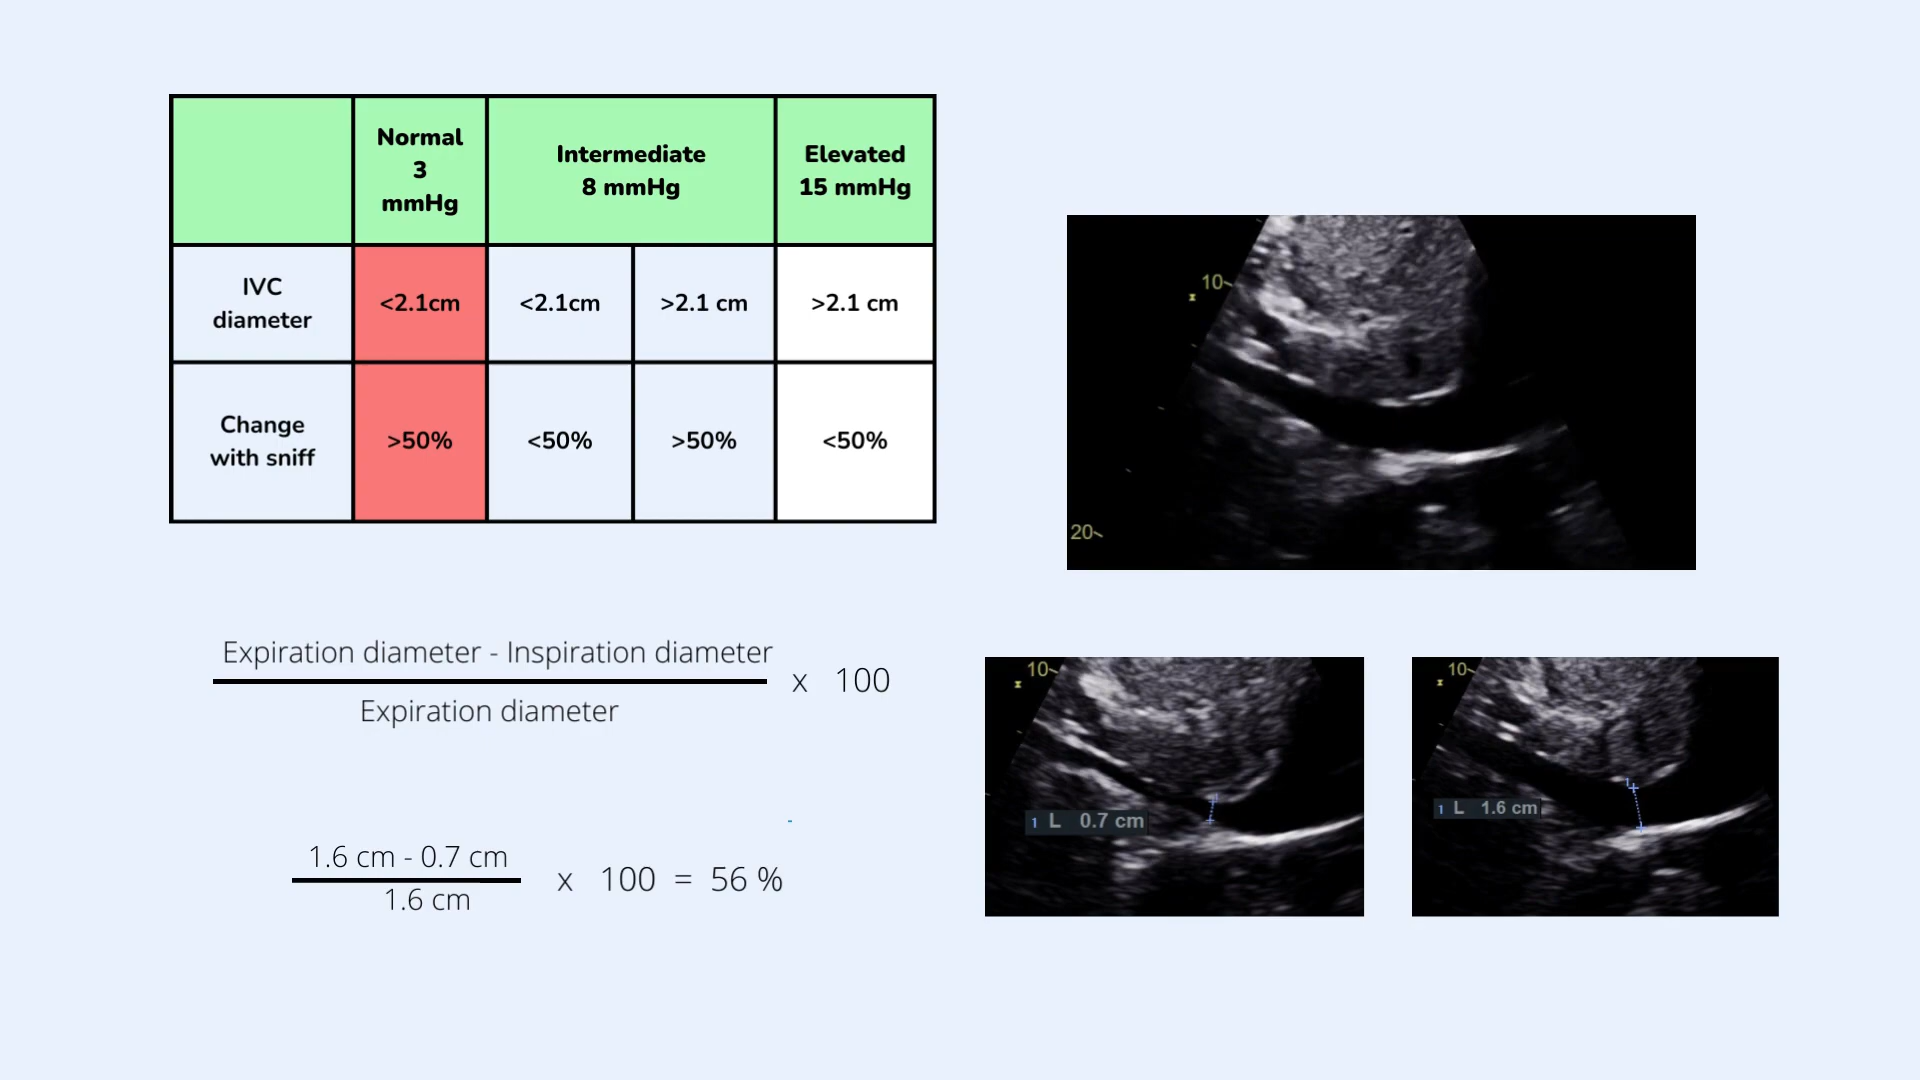 Normal
3
mmHg
Intermediate
8 mmHg
Elevated
15 mmHg
IVC
diameter
<2.1cm
<2.1cm
>2.1 cm
>2.1 cm
Change
with sniff
>50%
<50%
>50%
<50%
Expiration diameter - Inspiration diameter
Expiration diameter
x 100
1.6 cm - 0.7 cm
1.6 cm
x 100 = 56 %
10
20
10
1 L 0.7 cm
10
1
1 L 1.6 cm